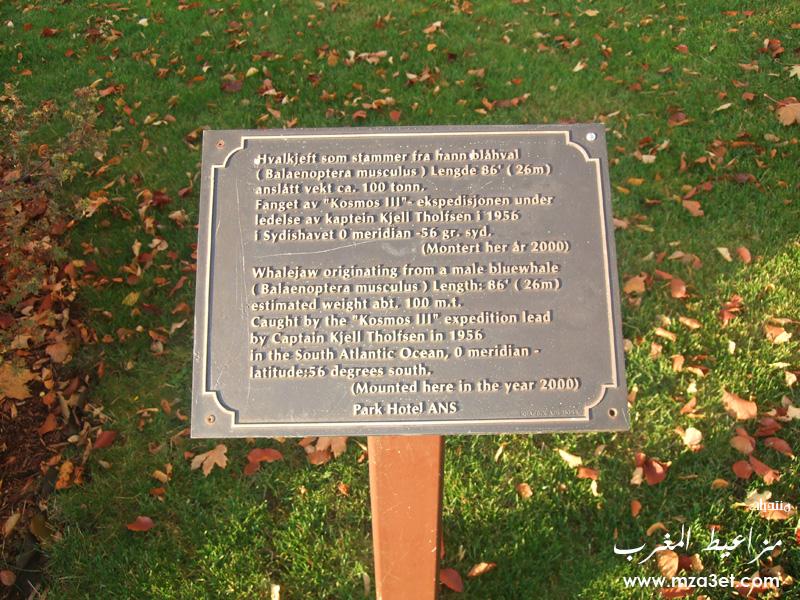 Hvalkjeft som stammer fra hann blåhval
( Balaenoptera musculus ) Lengde 86' ( 26m)
anslått vekt ca. 100 tonn.
Fanget av "Kosmos III"- ekspedisjonen under
ledelse av kaptein Kjell Tholfsen i 1956
i Sydishavet 0 meridian -56 gr. syd.
(Montert her år 2000)
Whalejaw originating from a male bluewhale
( Balaenoptera musculus ) Length: 86' ( 26m)
estimated weight abt. 100 m.t.
Caught by the "Kosmos III" expedition lead
by Captain Kjell Tholfsen in 1956
in the South Atlantic Ocean, 0 meridian -
latitude:56 degrees south.
(Mounted here in the year 2000)
Park Hotel ANS
منتديات
مزاعيط المغرب
www.mza3et.com